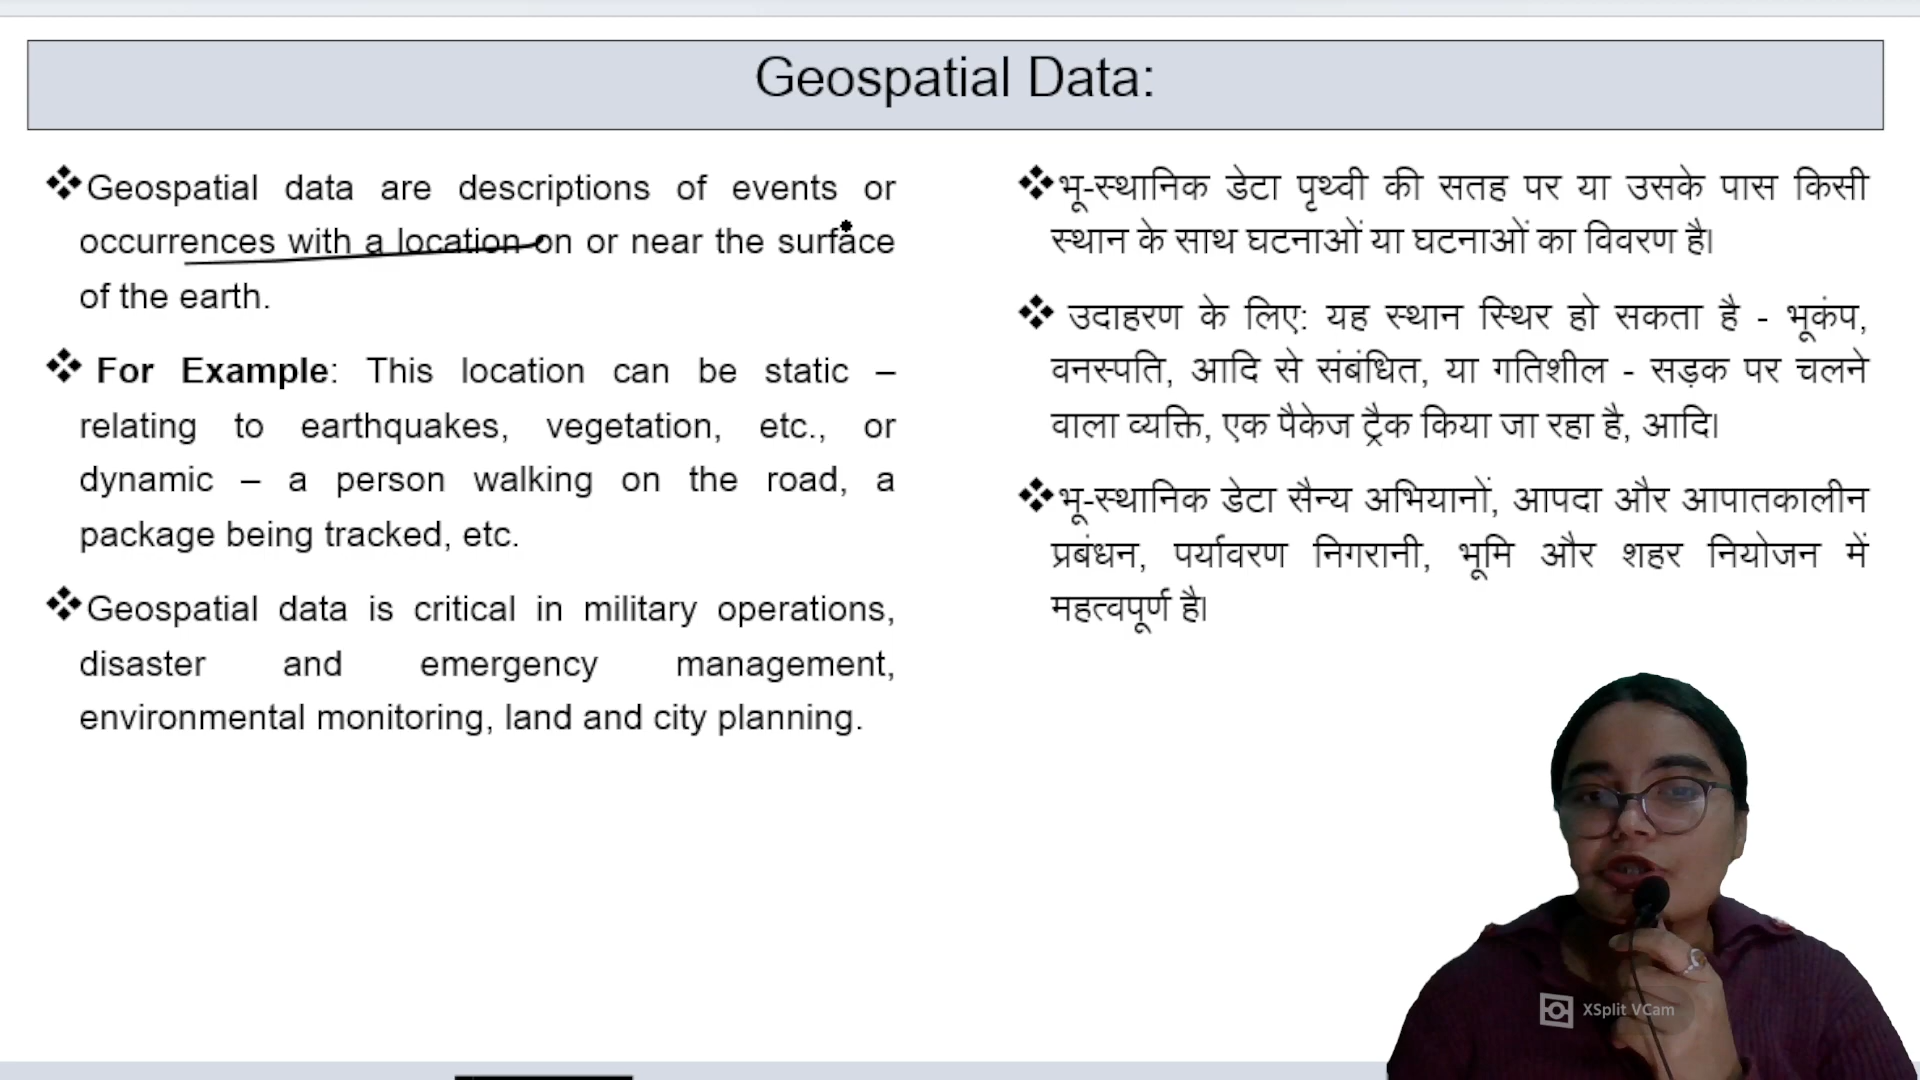 Geospatial Data:
❖Geospatial data are descriptions of events or
occurrences with a location on or near the surface
of the earth.
❖ For Example: This location can be static –
relating to earthquakes, vegetation, etc., or
dynamic – a person walking on the road, a
package being tracked, etc.
❖Geospatial data is critical in military operations,
disaster and emergency management,
environmental monitoring, land and city planning.
❖भू-स्थानिक डेटा पृथ्वी की सतह पर या उसके पास किसी
स्थान के साथ घटनाओं या घटनाओं का विवरण है।
❖ उदाहरण के लिए: यह स्थान स्थिर हो सकता है - भूकंप,
वनस्पति, आदि से संबंधित, या गतिशील - सड़क पर चलने
वाला व्यक्ति, एक पैकेज ट्रैक किया जा रहा है, आदि।
❖भू-स्थानिक डेटा सैन्य अभियानों, आपदा और आपातकालीन
प्रबंधन, पर्यावरण निगरानी, भूमि और शहर नियोजन में
महत्वपूर्ण है।
XSplit VCam